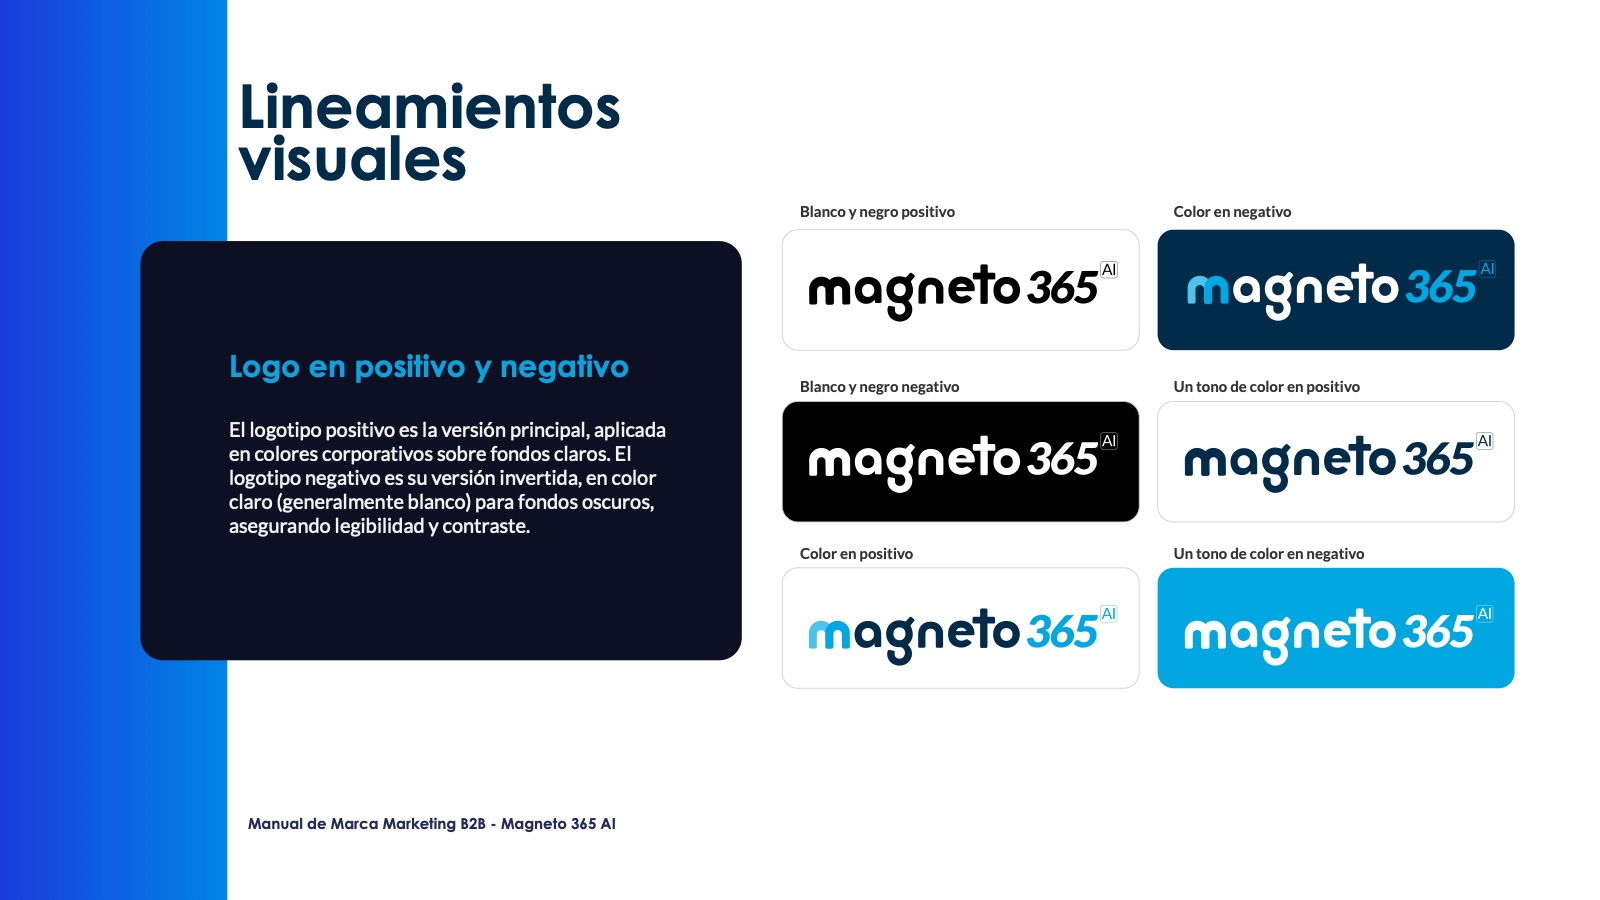 Lineamientos
visuales
Logo en positivo y negativo
El logotipo positivo es la versión principal, aplicada
en colores corporativos sobre fondos claros. El
logotipo negativo es su versión invertida, en color
claro (generalmente blanco) para fondos oscuros,
asegurando legibilidad y contraste.
Blanco y negro positivo
magneto 365 AI
Color en negativo
magneto 365 AI
Blanco y negro negativo
magneto 365 AI
Un tono de color en positivo
magneto 365 AI
Color en positivo
magneto 365 AI
Un tono de color en negativo
magneto 365 AI
Manual de Marca Marketing B2B - Magneto 365 AI